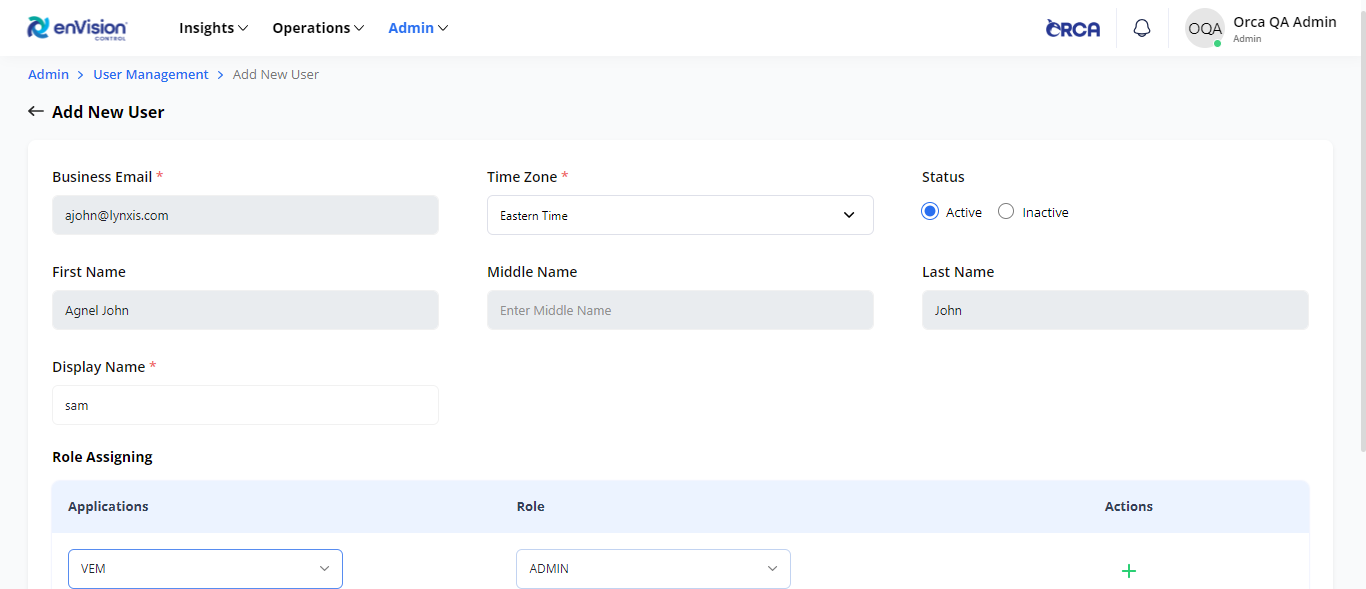 enVision
CONTROL
Insights Operations Admin
ORCA
OQA
Orca QA Admin
Admin
Admin > User Management > Add New User
← Add New User
Business Email * Time Zone * Status
ajohn@lynxis.com Eastern Time Active Inactive
First Name Middle Name Last Name
Agnel John Enter Middle Name John
Display Name *
sam
Role Assigning
Applications Role Actions
VEM ADMIN +